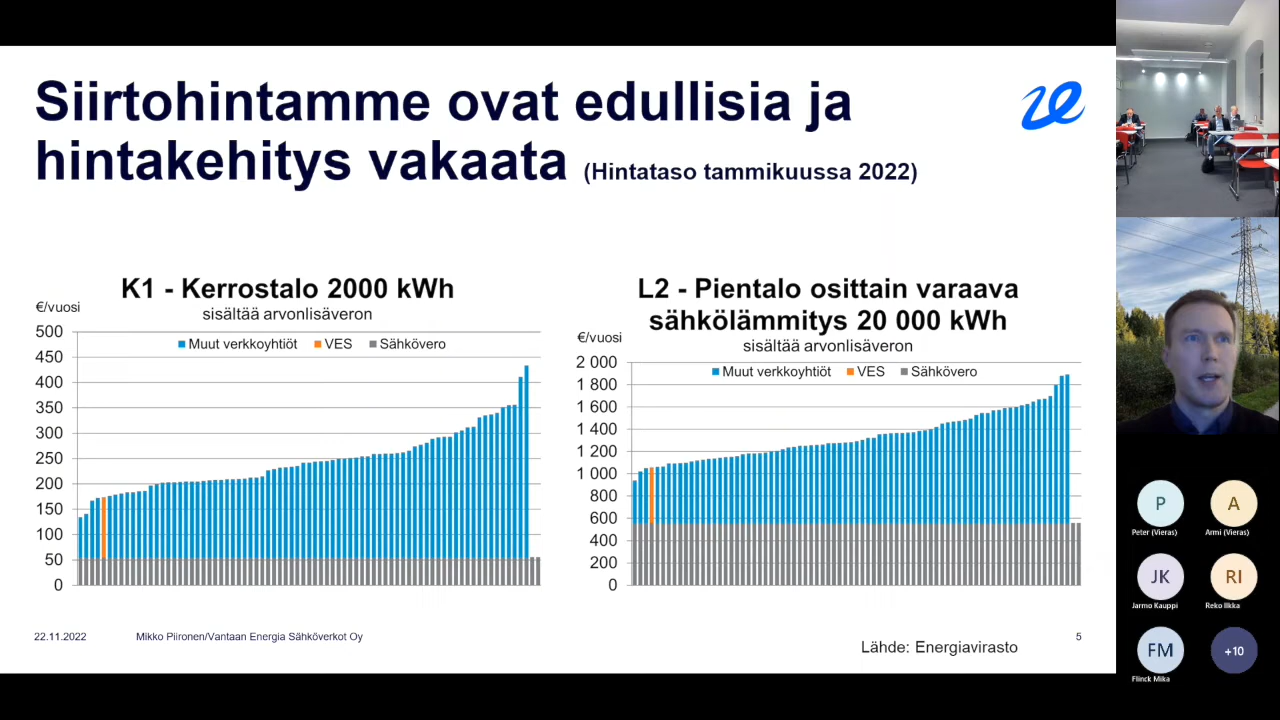 Siirtohintamme ovat edullisia ja
hintakehitys vakaata (Hintataso tammikuussa 2022)
K1 - Kerrostalo 2000 kWh
sisältää arvonlisäveron
€/vuosi
Muut verkkoyhtiöt VES Sähkövero
500
450
400
350
300
250
200
150
100
50
0
L2 - Pientalo osittain varaava
sähkölämmitys 20 000 kWh
sisältää arvonlisäveron
€/vuosi
Muut verkkoyhtiöt VES Sähkövero
2 000
1 800
1 600
1 400
1 200
1 000
800
600
400
200
0
22.11.2022 Mikko Piironen/Vantaan Energia Sähköverkot Oy
Lähde: Energiavirasto
5
P A
Peter (Vieras) Armi (Vieras)
JK RI
Jarmo Kauppi Reko Ilkka
FM +10
Flinck Mika